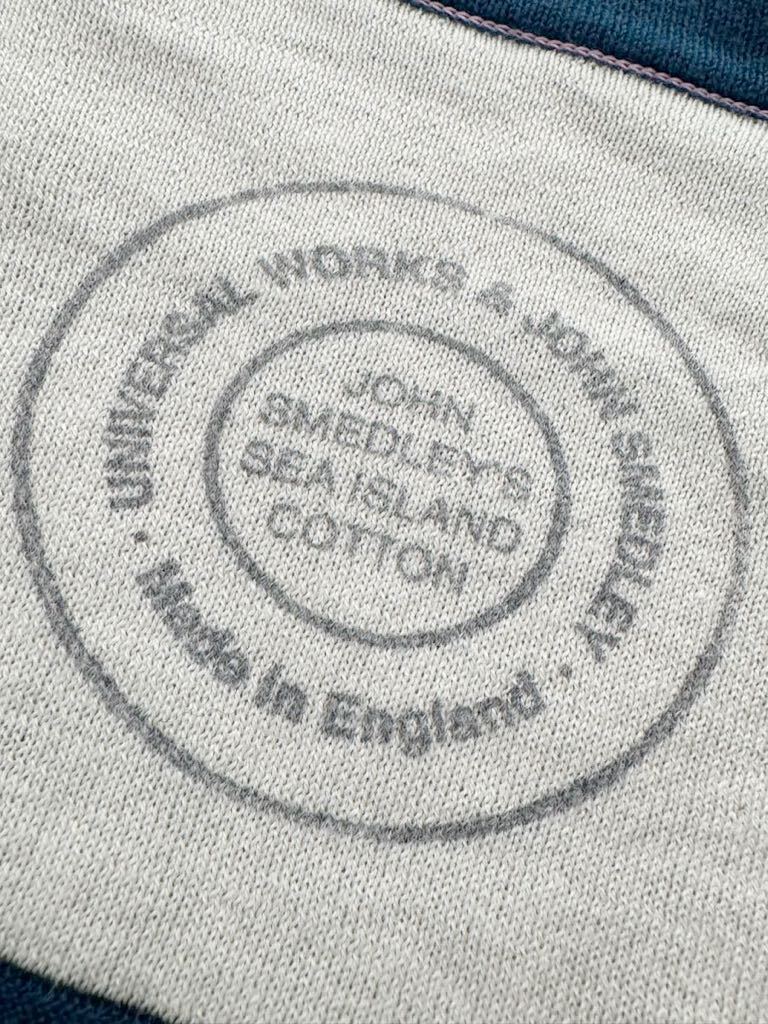 UNIVERSAL WORKS & JOHN SMEDLEY ·
Made in England ·
JOHN
SMEDLEY'S
SEA ISLAND
COTTON